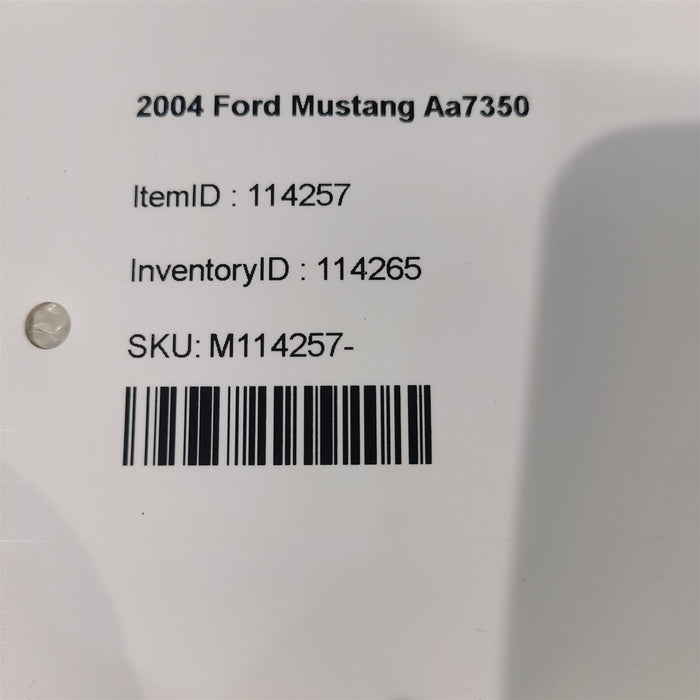 2004 Ford Mustang Aa7350
ItemID : 114257
InventoryID : 114265
SKU: M114257-